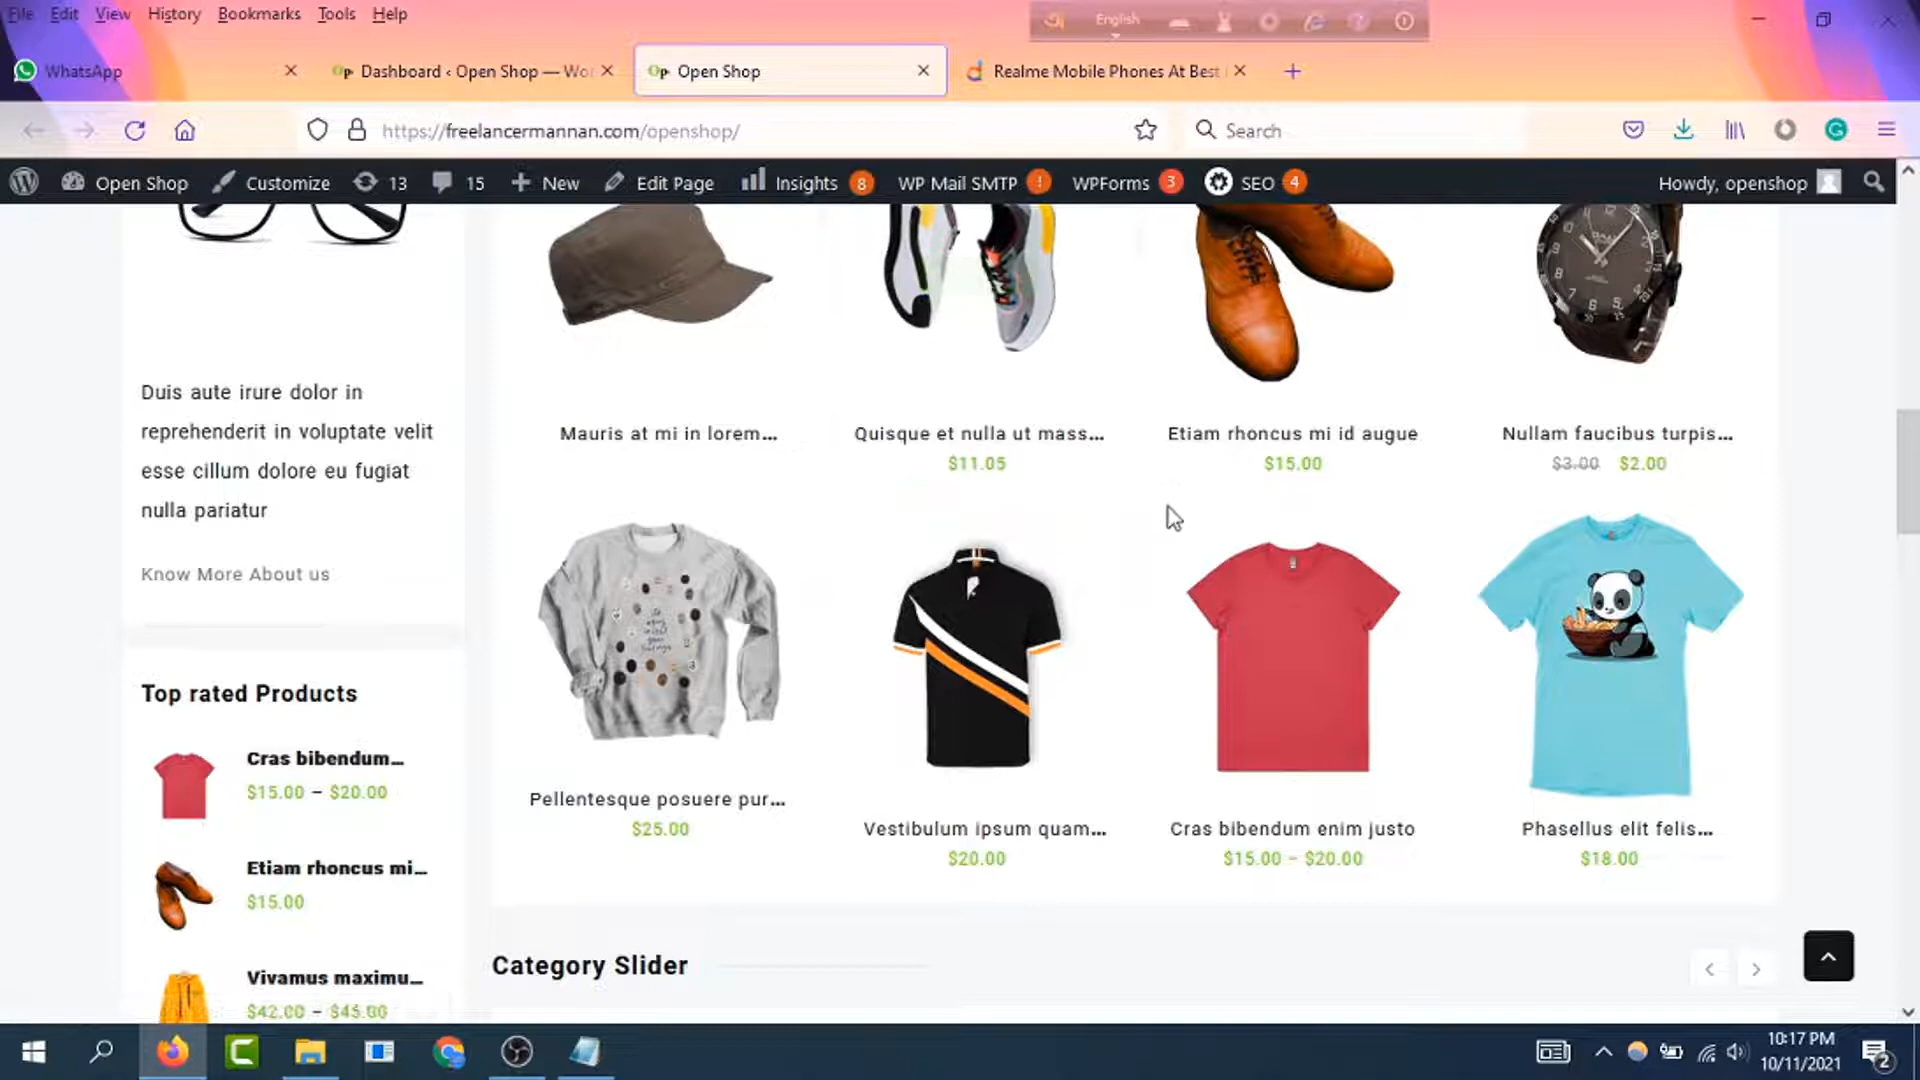 File Edit View History Bookmarks Tools Help
English
WhatsApp
Dashboard ‹ Open Shop — Wo
Open Shop
Realme Mobile Phones At Best
https://freelancermannan.com/openshop/
Search
Open Shop Customize 13 15 New Edit Page Insights 8 WP Mail SMTP ! WPForms 3 SEO 4 Howdy, openshop
Duis aute irure dolor in
reprehenderit in voluptate velit
esse cillum dolore eu fugiat
nulla pariatur
Know More About us
Top rated Products
Cras bibendum...
$15.00 – $20.00
Etiam rhoncus mi...
$15.00
Vivamus maximu...
$42.00 – $45.00
Mauris at mi in lorem...
Quisque et nulla ut mass...
$11.05
Etiam rhoncus mi id augue
$15.00
Nullam faucibus turpis...
$3.00 $2.00
Pellentesque posuere pur...
$25.00
Vestibulum ipsum quam...
$20.00
Cras bibendum enim justo
$15.00 – $20.00
Phasellus elit felis...
$18.00
Category Slider
10:17 PM
10/11/2021
2